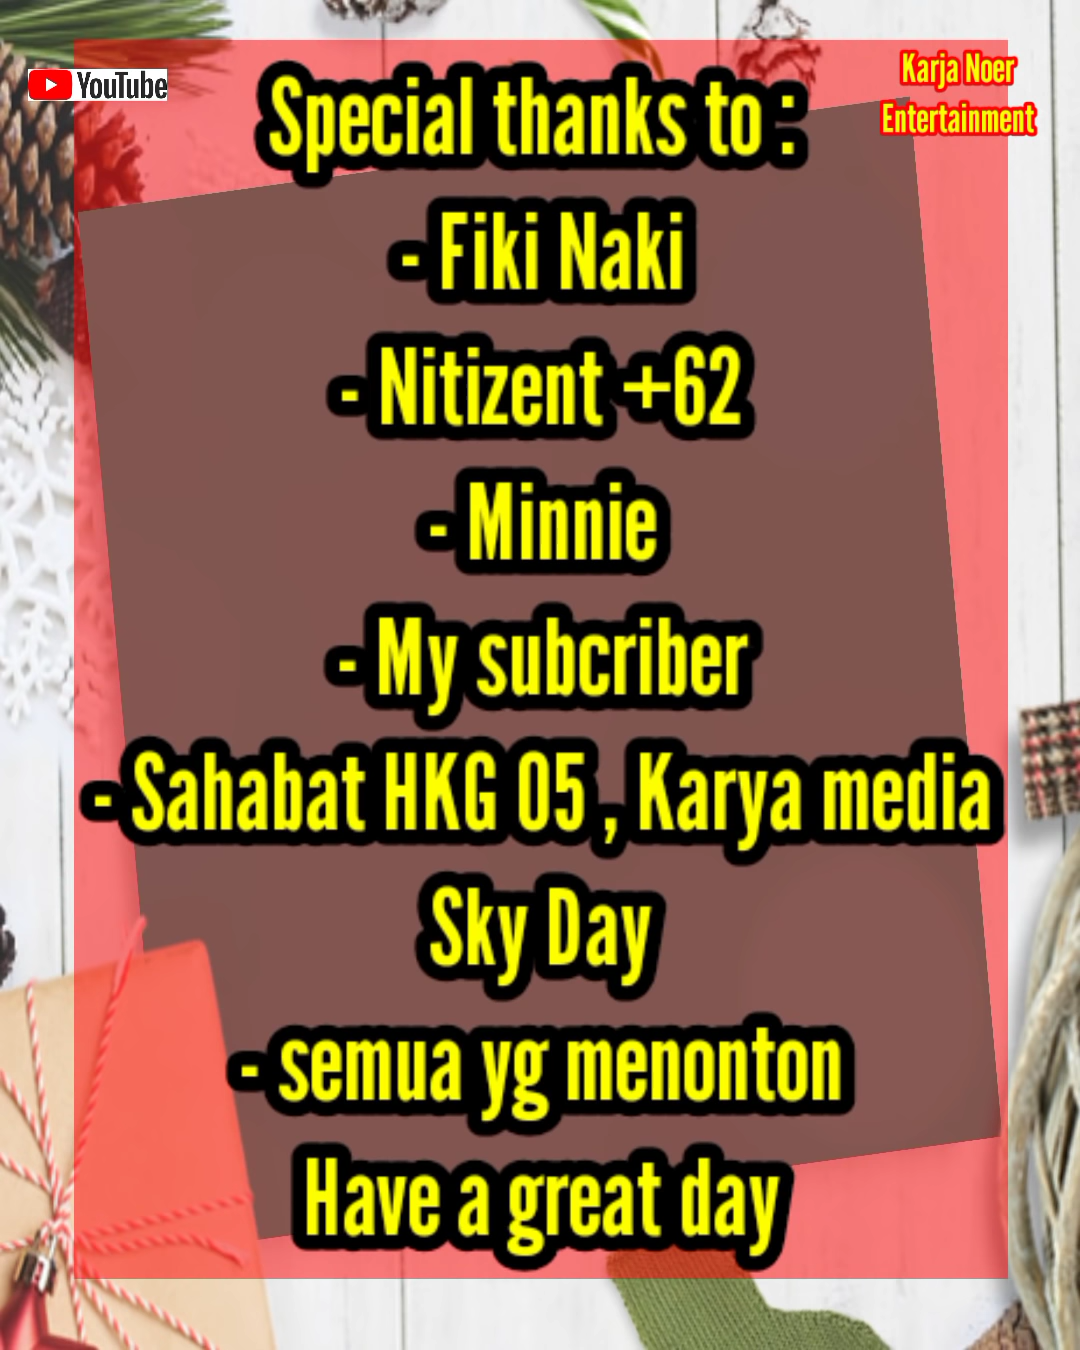 YouTube
Karja Noer
Entertainment
Special thanks to :
- Fiki Naki
- Nitizent +62
- Minnie
- My subcriber
- Sahabat HKG 05 , Karya media
Sky Day
- semua yg menonton
Have a great day